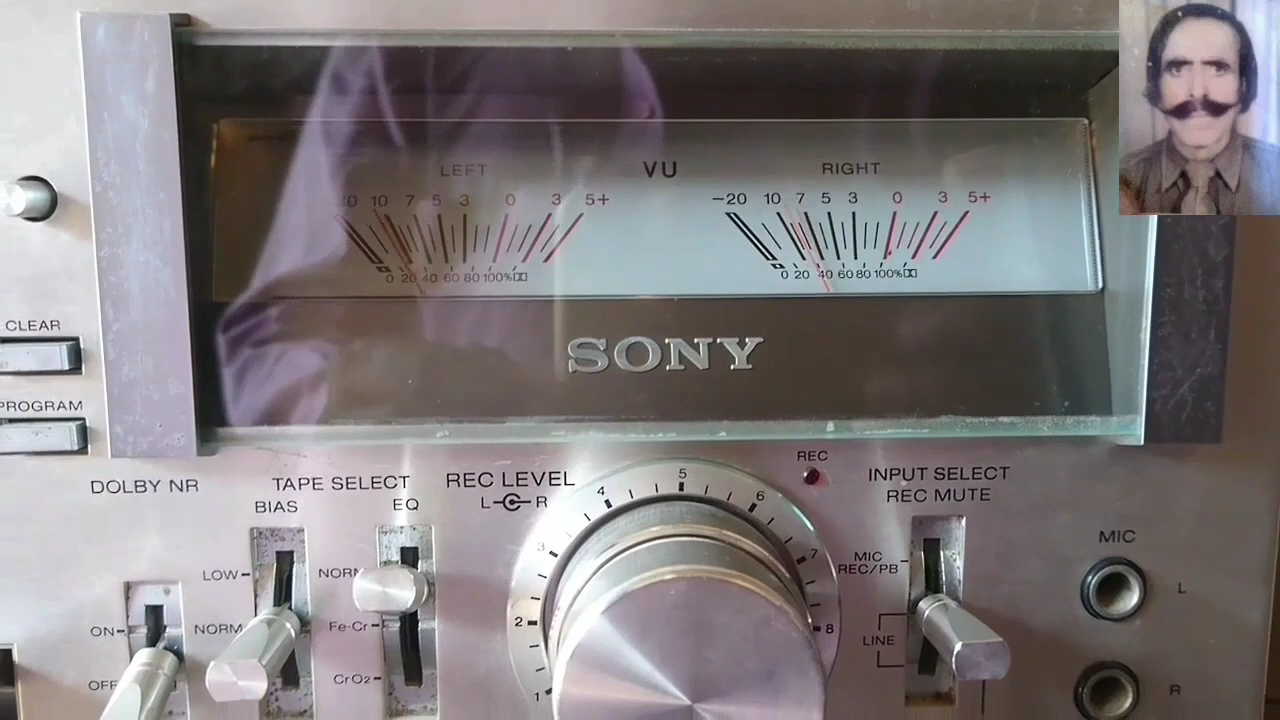 LEFT VU RIGHT
20 10 7 5 3 0 3 5+
0 20 40 60 80 100%
-20 10 7 5 3 0 3 5+
0 20 40 60 80 100%
SONY
CLEAR
PROGRAM
DOLBY NR
ON
OFF
TAPE SELECT
BIAS
LOW
NORM
EQ
NORM
Fe-Cr
CrO2
REC LEVEL
L R
1 2 3 4 5 6 7 8
REC
INPUT SELECT
REC MUTE
MIC
REC/PB
LINE
MIC
L
R